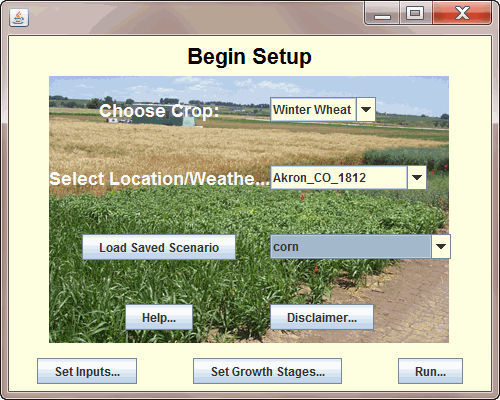 Begin Setup
Choose Crop:
Winter Wheat
Select Location/Weathe...
Akron_CO_1812
Load Saved Scenario
corn
Help...
Disclaimer...
Set Inputs...
Set Growth Stages...
Run...